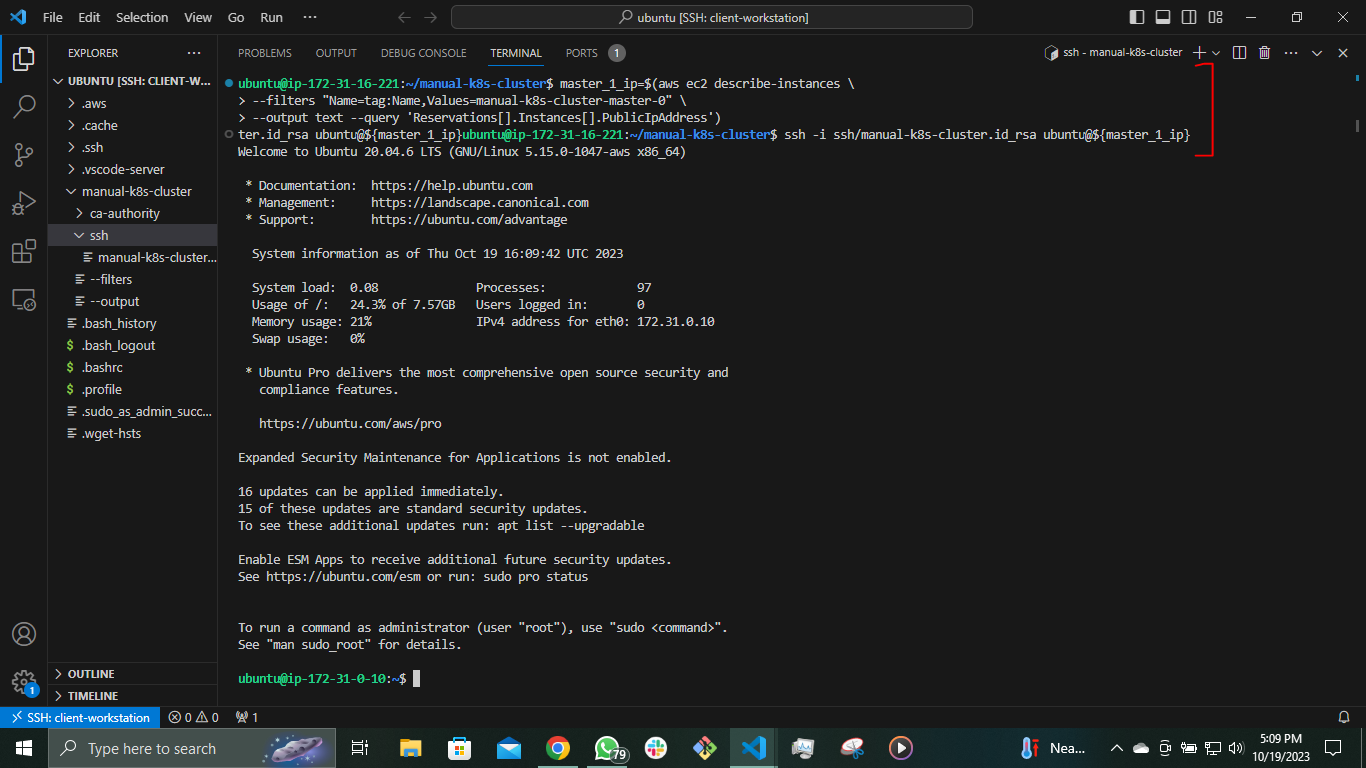 File Edit Selection View Go Run ··· ubuntu [SSH: client-workstation]
EXPLORER ···
UBUNTU [SSH: CLIENT-W...
.aws
.cache
.ssh
.vscode-server
manual-k8s-cluster
ca-authority
ssh
manual-k8s-cluster...
--filters
--output
.bash_history
$ .bash_logout
$ .bashrc
$ .profile
.sudo_as_admin_succ...
.wget-hsts
OUTLINE
TIMELINE
PROBLEMS OUTPUT DEBUG CONSOLE TERMINAL PORTS 1 ssh - manual-k8s-cluster
ubuntu@ip-172-31-16-221:~/manual-k8s-cluster$ master_1_ip=$(aws ec2 describe-instances \
> --filters "Name=tag:Name,Values=manual-k8s-cluster-master-0" \
> --output text --query 'Reservations[].Instances[].PublicIpAddress')
ter.id_rsa ubuntu@${master_1_ip}ubuntu@ip-172-31-16-221:~/manual-k8s-cluster$ ssh -i ssh/manual-k8s-cluster.id_rsa ubuntu@${master_1_ip}
Welcome to Ubuntu 20.04.6 LTS (GNU/Linux 5.15.0-1047-aws x86_64)
* Documentation: https://help.ubuntu.com
* Management: https://landscape.canonical.com
* Support: https://ubuntu.com/advantage
System information as of Thu Oct 19 16:09:42 UTC 2023
System load: 0.08 Processes: 97
Usage of /: 24.3% of 7.57GB Users logged in: 0
Memory usage: 21% IPv4 address for eth0: 172.31.0.10
Swap usage: 0%
* Ubuntu Pro delivers the most comprehensive open source security and
compliance features.
https://ubuntu.com/aws/pro
Expanded Security Maintenance for Applications is not enabled.
16 updates can be applied immediately.
15 of these updates are standard security updates.
To see these additional updates run: apt list --upgradable
Enable ESM Apps to receive additional future security updates.
See https://ubuntu.com/esm or run: sudo pro status
To run a command as administrator (user "root"), use "sudo <command>".
See "man sudo_root" for details.
ubuntu@ip-172-31-0-10:~$
1
SSH: client-workstation 0 0 1
Type here to search 79 Nea... 5:09 PM
10/19/2023